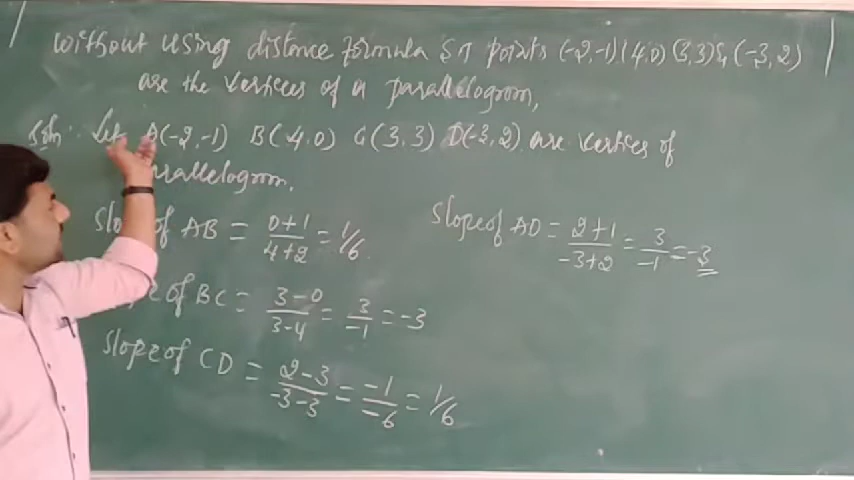 without using distance formula S.T points (-2,-1)(4,0)(3,3)&(-3,2)
are the vertices of a parallelogram,
Soln: Let A(-2,-1) B(4,0) C(3,3) D(-3,2) are vertices of
parallelogram.
Slope of AB = 0+1/4+2 = 1/6
Slope of BC = 3-0/3-4 = 3/-1 = -3
Slope of CD = 2-3/-3-3 = -1/-6 = 1/6
Slope of AD = 2+1/-3+2 = 3/-1 = -3